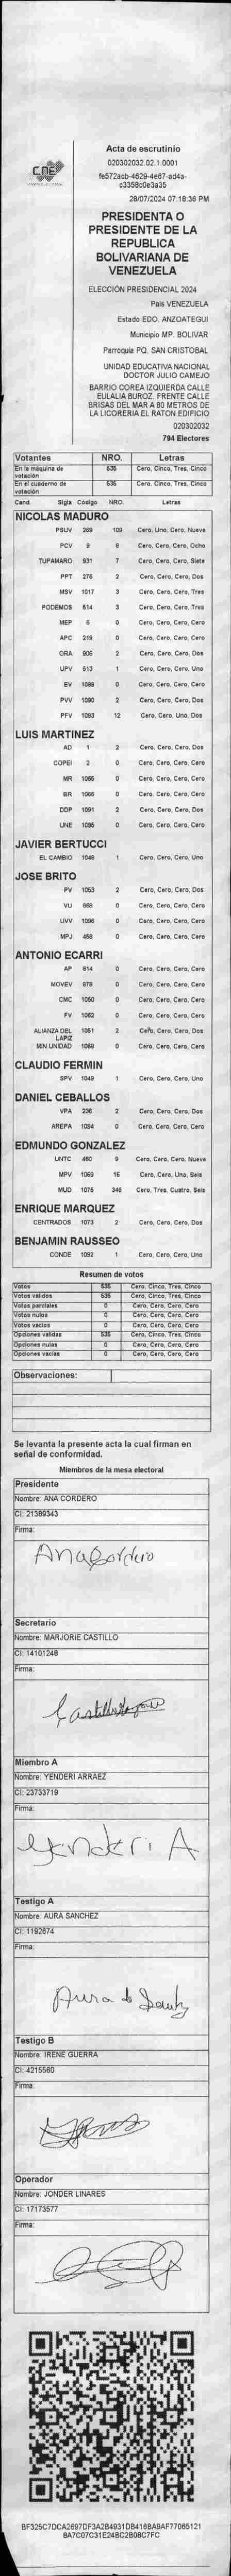 CNE
Acta de escrutinio
020302032.02.1.0001
fe572acb-4629-4e67-ad4a-
c3358c0e3a35
28/07/2024 07:18:36 PM
PRESIDENTA O
PRESIDENTE DE LA
REPUBLICA
BOLIVARIANA DE
VENEZUELA
ELECCIÓN PRESIDENCIAL 2024
País VENEZUELA
Estado EDO. ANZOATEGUI
Municipio MP. BOLIVAR
Parroquia PQ. SAN CRISTOBAL
UNIDAD EDUCATIVA NACIONAL
DOCTOR JULIO CAMEJO
BARRIO COREA IZQUIERDA CALLE
EULALIA BUROZ. FRENTE CALLE
BRISAS DEL MAR A 80 METROS DE
LA LICORERIA EL RATON EDIFICIO
020302032
794 Electores
Votantes NRO. Letras
En la máquina de votación 535 Cero, Cinco, Tres, Cinco
En el cuaderno de votación 535 Cero, Cinco, Tres, Cinco
Cand. Sigla Código NRO. Letras
NICOLAS MADURO
PSUV 269 109 Cero, Uno, Cero, Nueve
PCV 9 8 Cero, Cero, Cero, Ocho
TUPAMARO 931 7 Cero, Cero, Cero, Siete
PPT 276 2 Cero, Cero, Cero, Dos
MSV 1017 3 Cero, Cero, Cero, Tres
PODEMOS 514 3 Cero, Cero, Cero, Tres
MEP 6 0 Cero, Cero, Cero, Cero
APC 219 0 Cero, Cero, Cero, Cero
ORA 906 2 Cero, Cero, Cero, Dos
UPV 613 1 Cero, Cero, Cero, Uno
EV 1089 0 Cero, Cero, Cero, Cero
PVV 1090 2 Cero, Cero, Cero, Dos
PFV 1093 12 Cero, Cero, Uno, Dos
LUIS MARTINEZ
AD 1 2 Cero, Cero, Cero, Dos
COPEI 2 0 Cero, Cero, Cero, Cero
MR 1055 0 Cero, Cero, Cero, Cero
BR 1066 0 Cero, Cero, Cero, Cero
DDP 1091 2 Cero, Cero, Cero, Dos
UNE 1095 0 Cero, Cero, Cero, Cero
JAVIER BERTUCCI
EL CAMBIO 1048 1 Cero, Cero, Cero, Uno
JOSE BRITO
PV 1053 2 Cero, Cero, Cero, Dos
VU 668 0 Cero, Cero, Cero, Cero
UVV 1096 0 Cero, Cero, Cero, Cero
MPJ 458 0 Cero, Cero, Cero, Cero
ANTONIO ECARRI
AP 914 0 Cero, Cero, Cero, Cero
MOVEV 879 0 Cero, Cero, Cero, Cero
CMC 1050 0 Cero, Cero, Cero, Cero
FV 1062 0 Cero, Cero, Cero, Cero
ALIANZA DEL LAPIZ 1051 2 Cero, Cero, Cero, Dos
MIN UNIDAD 1068 0 Cero, Cero, Cero, Cero
CLAUDIO FERMIN
SPV 1049 1 Cero, Cero, Cero, Uno
DANIEL CEBALLOS
VPA 236 2 Cero, Cero, Cero, Dos
AREPA 1084 0 Cero, Cero, Cero, Cero
EDMUNDO GONZALEZ
UNTC 460 9 Cero, Cero, Cero, Nueve
MPV 1069 16 Cero, Cero, Uno, Seis
MUD 1075 346 Cero, Tres, Cuatro, Seis
ENRIQUE MARQUEZ
CENTRADOS 1073 2 Cero, Cero, Cero, Dos
BENJAMIN RAUSSEO
CONDE 1092 1 Cero, Cero, Cero, Uno
Resumen de votos
Votos 535 Cero, Cinco, Tres, Cinco
Votos validos 535 Cero, Cinco, Tres, Cinco
Votos parciales 0 Cero, Cero, Cero, Cero
Votos nulos 0 Cero, Cero, Cero, Cero
Votos vacios 0 Cero, Cero, Cero, Cero
Opciones validas 535 Cero, Cinco, Tres, Cinco
Opciones nulas 0 Cero, Cero, Cero, Cero
Opciones vacias 0 Cero, Cero, Cero, Cero
Observaciones:
Se levanta la presente acta la cual firman en
señal de conformidad.
Miembros de la mesa electoral
Presidente
Nombre: ANA CORDERO
CI: 21389343
Firma:
Ana Cordero
Secretario
Nombre: MARJORIE CASTILLO
CI: 14101248
Firma:
Miembro A
Nombre: YENDERI ARRAEZ
CI: 23733719
Firma:
Yenderi A
Testigo A
Nombre: AURA SANCHEZ
CI: 1192674
Firma:
Aura de Sanchz
Testigo B
Nombre: IRENE GUERRA
CI: 4215560
Firma:
Operador
Nombre: JONDER LINARES
CI: 17173577
Firma:
BF325C7DCA2697DF3A2B4931DB416BA9AF77065121
8A7C07C31E24BC2B08C7FC